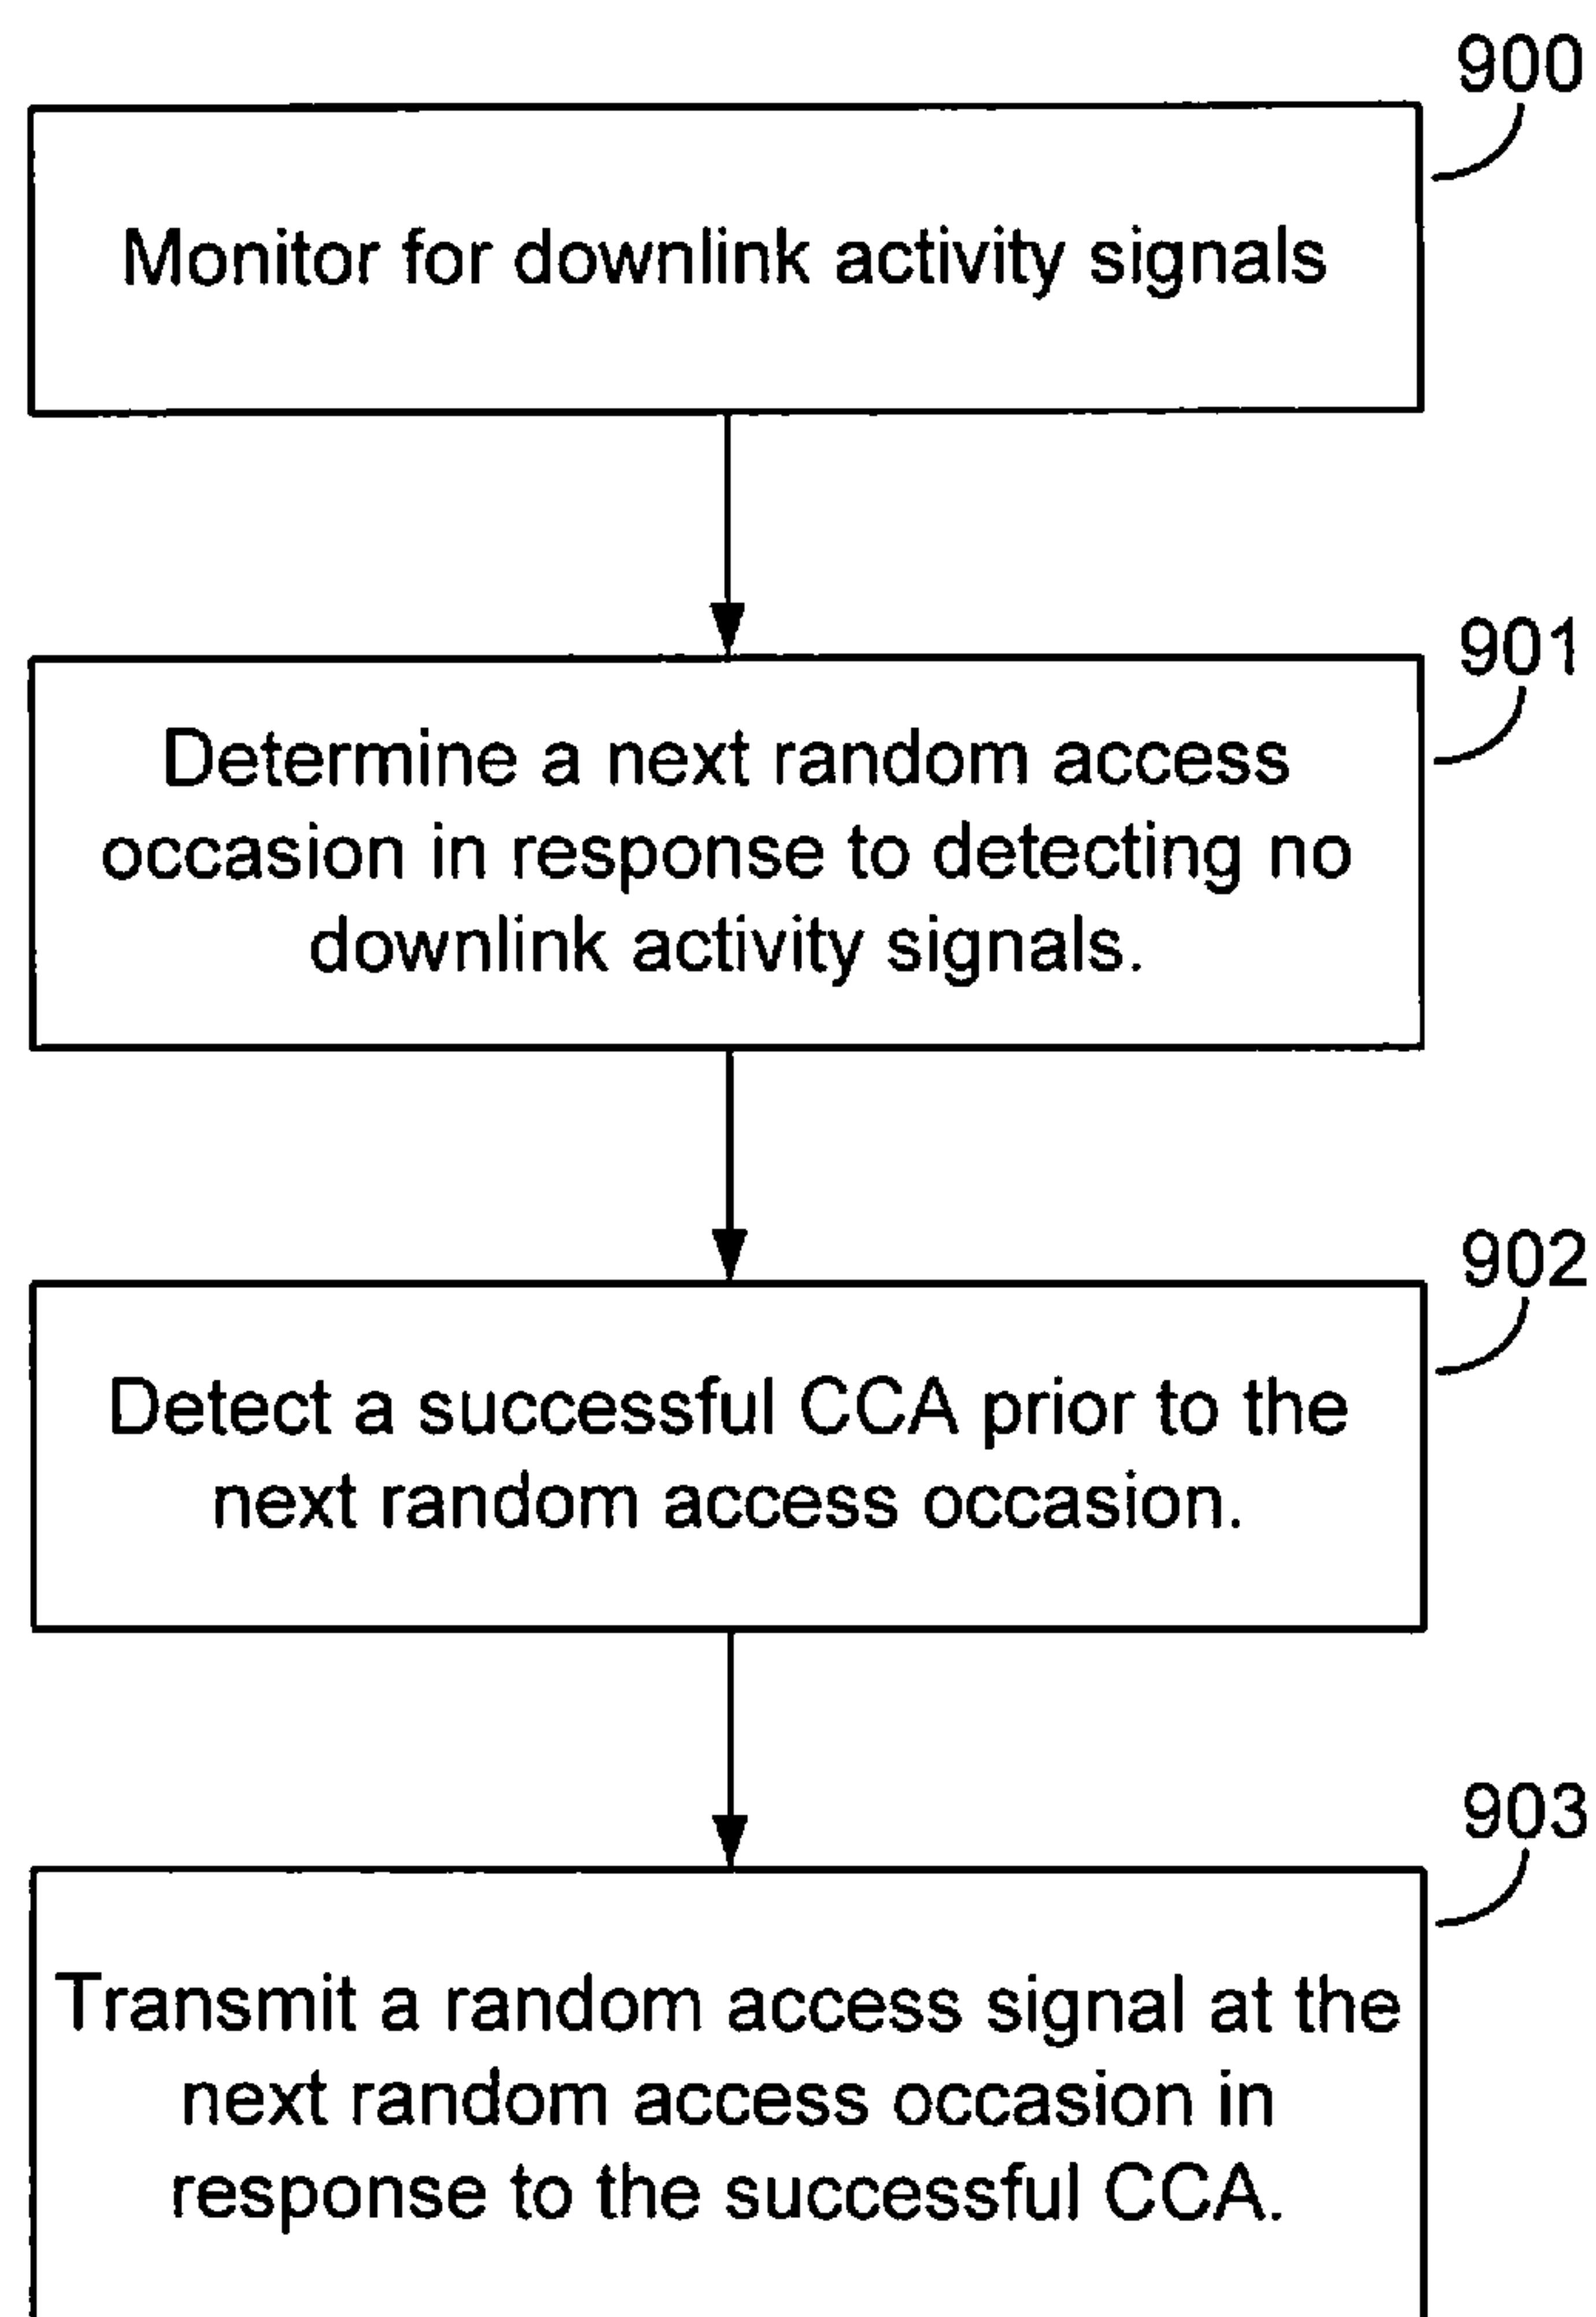 900
Monitor for downlink activity signals
901
Determine a next random access
occasion in response to detecting no
downlink activity signals.
902
Detect a successful CCA prior to the
next random access occasion.
903
Transmit a random access signal at the
next random access occasion in
response to the successful CCA.